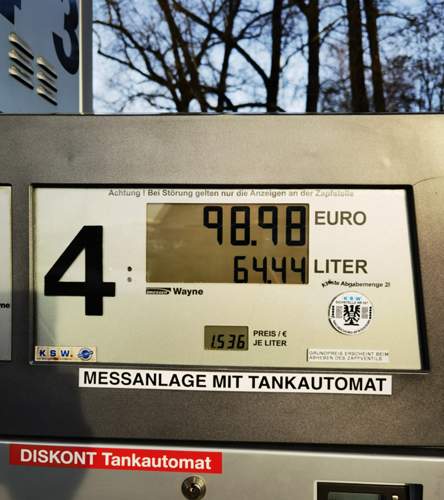 3
Achtung ! Bei Störung gelten nur die Anzeigen an der Zapfstelle
4
98.98 EURO
64.44 LITER
Wayne
Abgabemenge 2l
1.536 PREIS / €
JE LITER
K S W
GRUNDPREIS ERSCHEINT BEIM
ABHEBEN DES ZAPFVENTILS
K S W
MESSANLAGE MIT TANKAUTOMAT
DISKONT Tankautomat